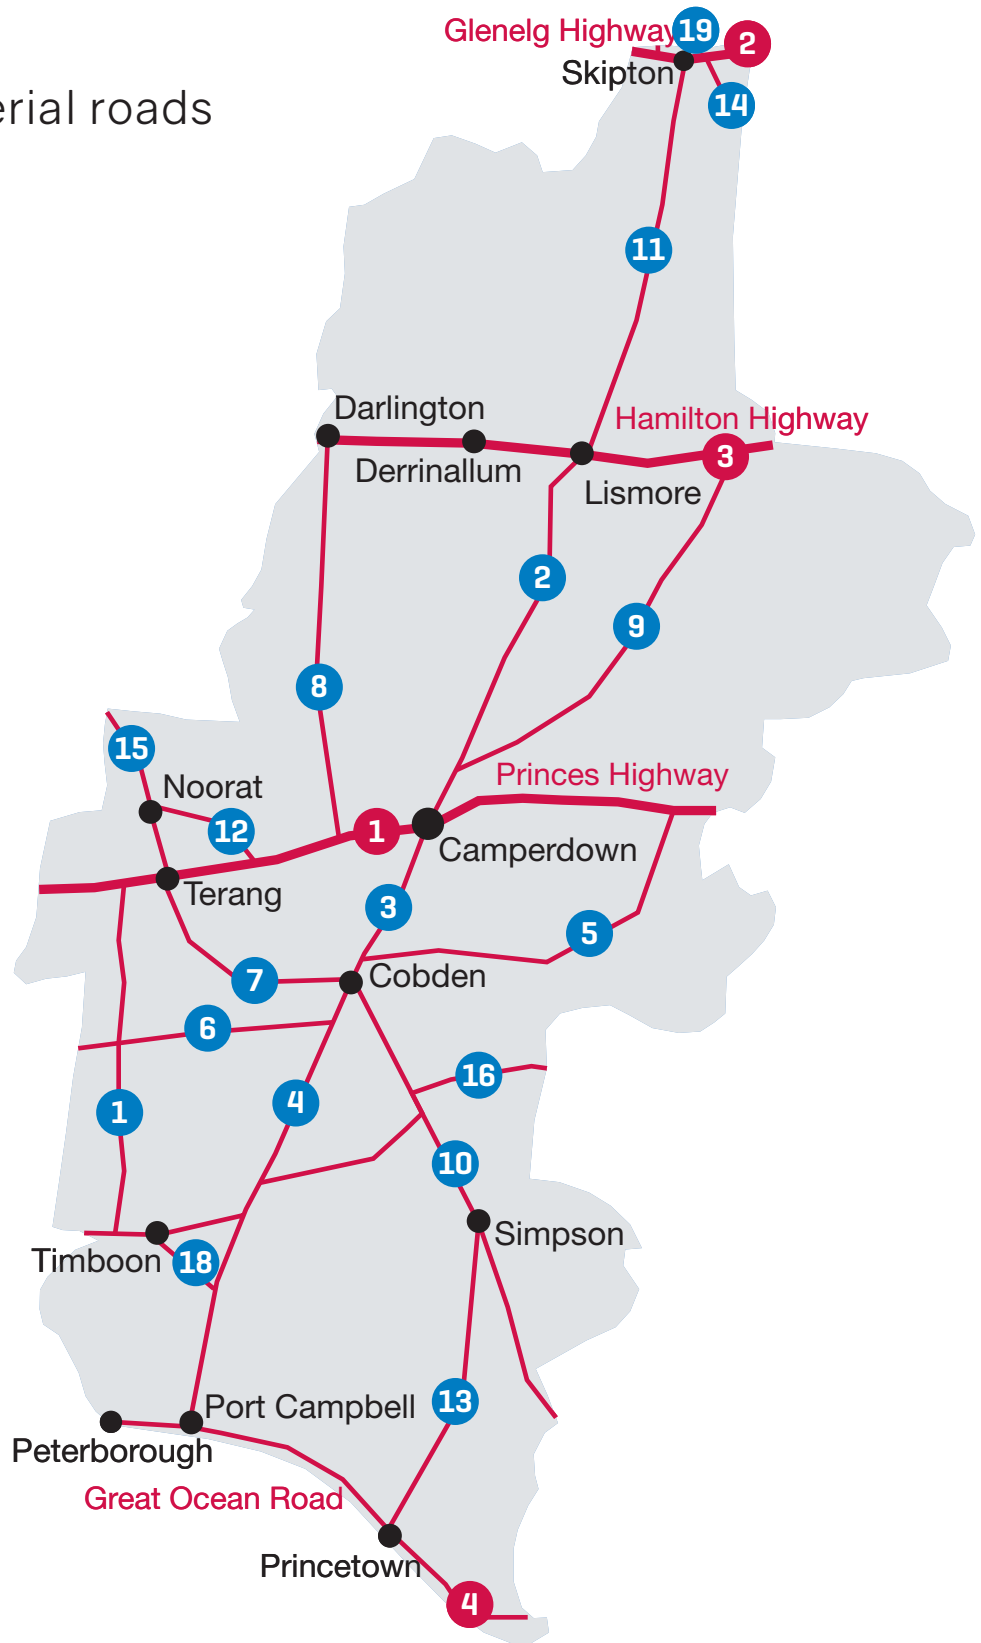 Glenelg Highway
19
2
Skipton
14
erial roads
11
Darlington
Hamilton Highway
3
Derrinallum
Lismore
2
9
8
15
Princes Highway
Noorat
12
1
Camperdown
Terang
3
5
Cobden
7
6
16
4
1
10
Simpson
Timboon
18
13
Port Campbell
Peterborough
Great Ocean Road
Princetown
4